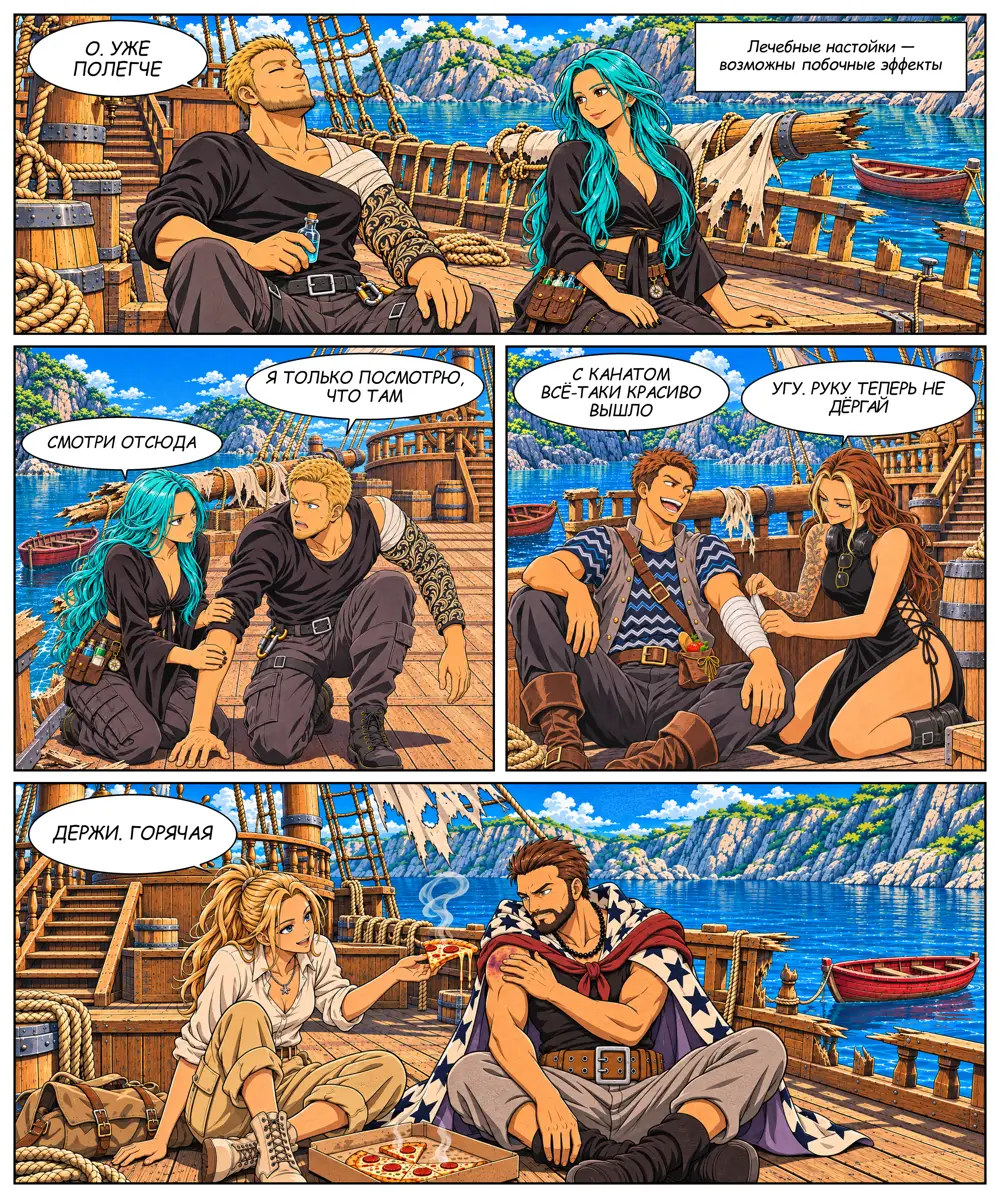 О. УЖЕ
ПОЛЕГЧЕ
Лечебные настойки —
возможны побочные эффекты
Я ТОЛЬКО ПОСМОТРЮ,
ЧТО ТАМ
СМОТРИ ОТСЮДА
С КАНАТОМ
ВСЁ-ТАКИ КРАСИВО
ВЫШЛО
УГУ. РУКУ ТЕПЕРЬ НЕ
ДЁРГАЙ
ДЕРЖИ. ГОРЯЧАЯ